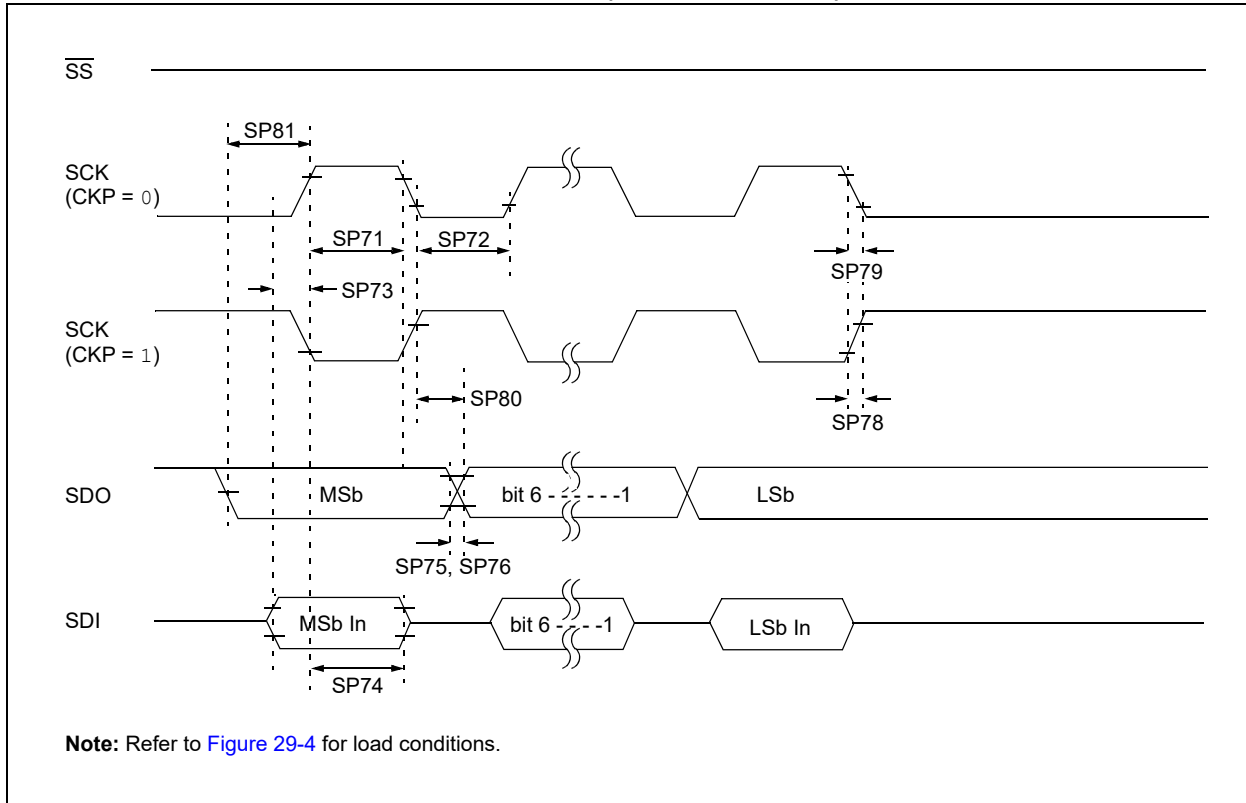 SS
SP81
SCK
(CKP = 0)
SP71
SP72
SP79
SP73
SCK
(CKP = 1)
SP80
SP78
SDO
MSb
bit 6 - - - - - -1
LSb
SP75, SP76
SDI
MSb In
bit 6 - - - -1
LSb In
SP74
Note: Refer to Figure 29-4 for load conditions.